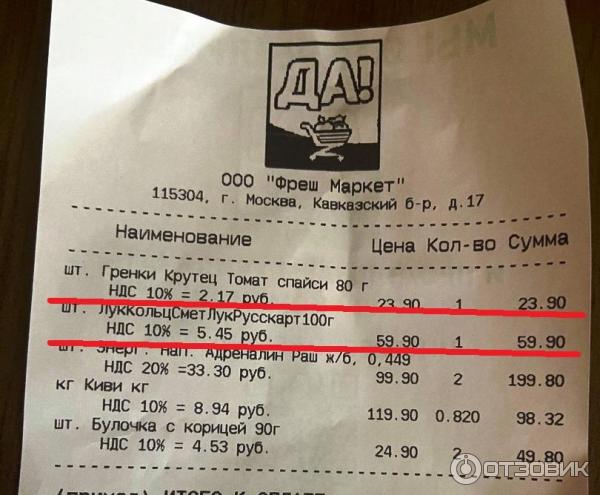 ДА!
ООО "Фреш Маркет"
115304, г. Москва, Кавказский б-р, д.17
Наименование Цена Кол-во Сумма
шт. Гренки Крутец Томат спайси 80 г
НДС 10% = 2.17 руб. 23.90 1 23.90
шт. ЛукКольцСметЛукРусскарт100г
НДС 10% = 5.45 руб. 59.90 1 59.90
шт. Энерг. нап. Адреналин Раш ж/б, 0,449
НДС 20% =33.30 руб. 99.90 2 199.80
кг Киви кг
НДС 10% = 8.94 руб. 119.90 0.820 98.32
шт. Булочка с корицей 90г
НДС 10% = 4.53 руб. 24.90 2 49.80
ОТЗОВИК